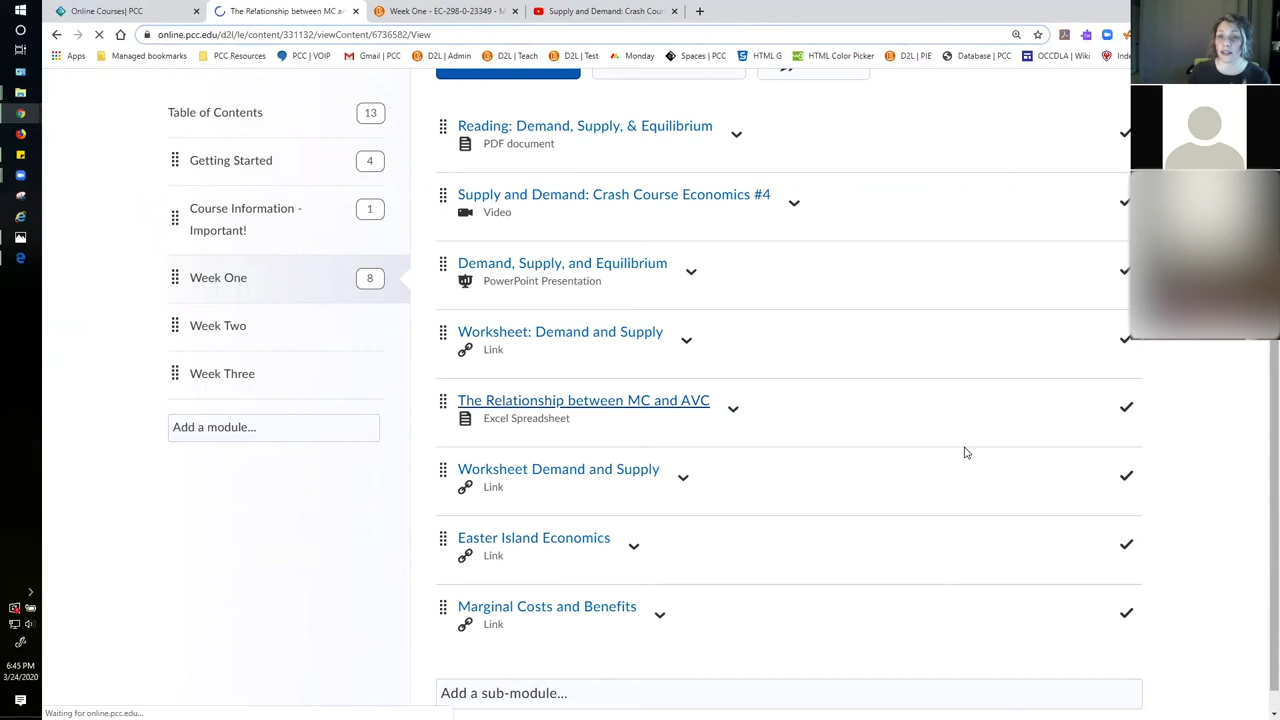 Online Courses| PCC
The Relationship between MC a
Week One - EC-298-0-23349 - M
Supply and Demand: Crash Cour
online.pcc.edu/d2l/le/content/331132/viewContent/6736582/View
Apps
Managed bookmarks
PCC Resources
PCC | VOIP
Gmail | PCC
D2L | Admin
D2L | Teach
D2L | Test
Monday
Spaces | PCC
HTML G
HTML Color Picker
D2L | PIE
Database | PCC
OCCDLA | Wiki
Inde
Table of Contents
13
Getting Started
4
Course Information -
Important!
1
Week One
8
Week Two
Week Three
Add a module...
Reading: Demand, Supply, & Equilibrium
PDF document
Supply and Demand: Crash Course Economics #4
Video
Demand, Supply, and Equilibrium
PowerPoint Presentation
Worksheet: Demand and Supply
Link
The Relationship between MC and AVC
Excel Spreadsheet
Worksheet Demand and Supply
Link
Easter Island Economics
Link
Marginal Costs and Benefits
Link
Add a sub-module...
6:45 PM
3/24/2020
Waiting for online.pcc.edu...